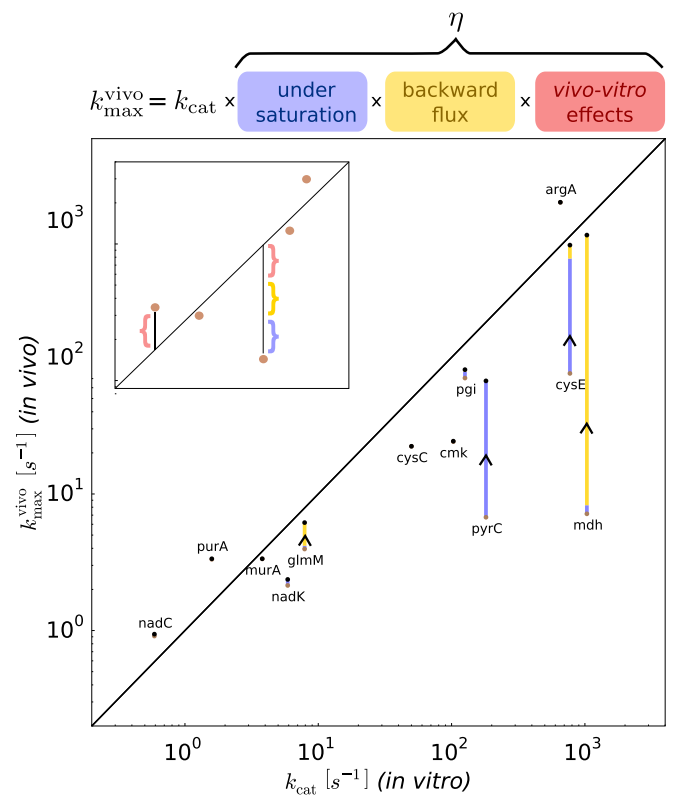 η
k_max^vivo = k_cat × under saturation × backward flux × vivo-vitro effects
10^3
argA
10^2
cysE
pgi
cysC
cmk
10^1
pyrC
mdh
purA
glmM
murA
nadK
10^0
nadC
k_max^vivo [s^-1] (in vivo)
10^0 10^1 10^2 10^3
k_cat [s^-1] (in vitro)